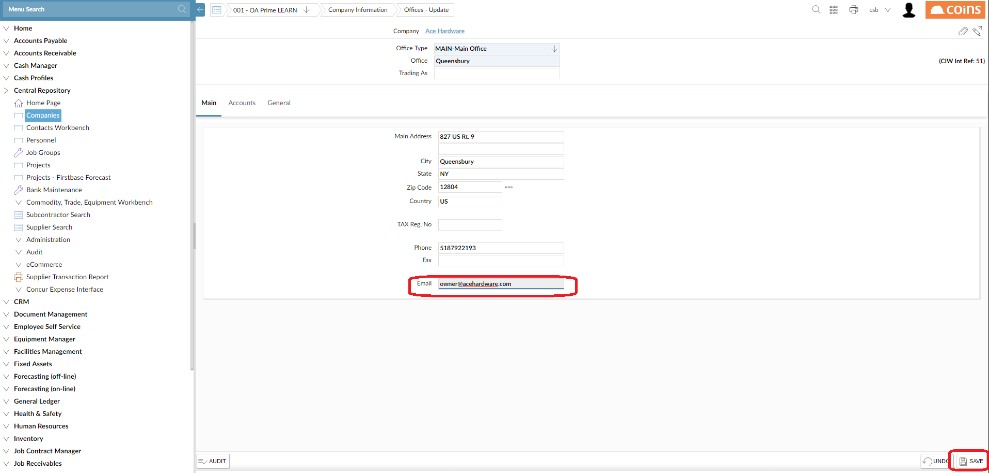 Menu Search
001 - OA Prime LEARN
Company Information
Offices - Update
csb
COINS
Home
Accounts Payable
Accounts Receivable
Cash Manager
Cash Profiles
Central Repository
Home Page
Companies
Contacts Workbench
Personnel
Job Groups
Projects
Projects - Firstbase Forecast
Bank Maintenance
Commodity, Trade, Equipment Workbench
Subcontractor Search
Supplier Search
Administration
Audit
eCommerce
Supplier Transaction Report
Concur Expense Interface
CRM
Document Management
Employee Self Service
Equipment Manager
Facilities Management
Fixed Assets
Forecasting (off-line)
Forecasting (on-line)
General Ledger
Health & Safety
Human Resources
Inventory
Job Contract Manager
Job Receivables
Company Ace Hardware
Office Type MAIN-Main Office
Office Queensbury
(CIW Int Ref: 51)
Trading As
Main Accounts General
Main Address 827 US Rt. 9
City Queensbury
State NY
Zip Code 12804
Country US
TAX Reg. No
Phone 5187922193
Fax
Email owner@acehardware.com
AUDIT
UNDO
SAVE